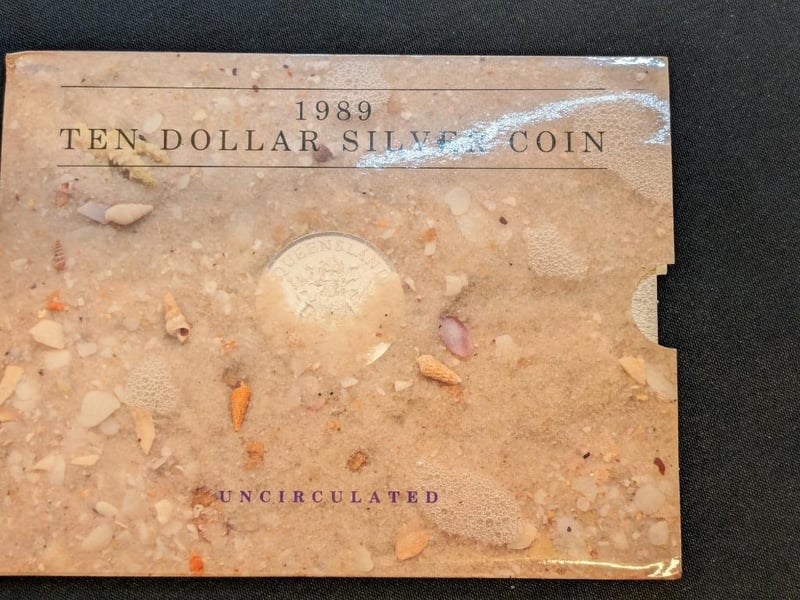 1989
TEN DOLLAR SILVER COIN
QUEENSLAND
UNCIRCULATED